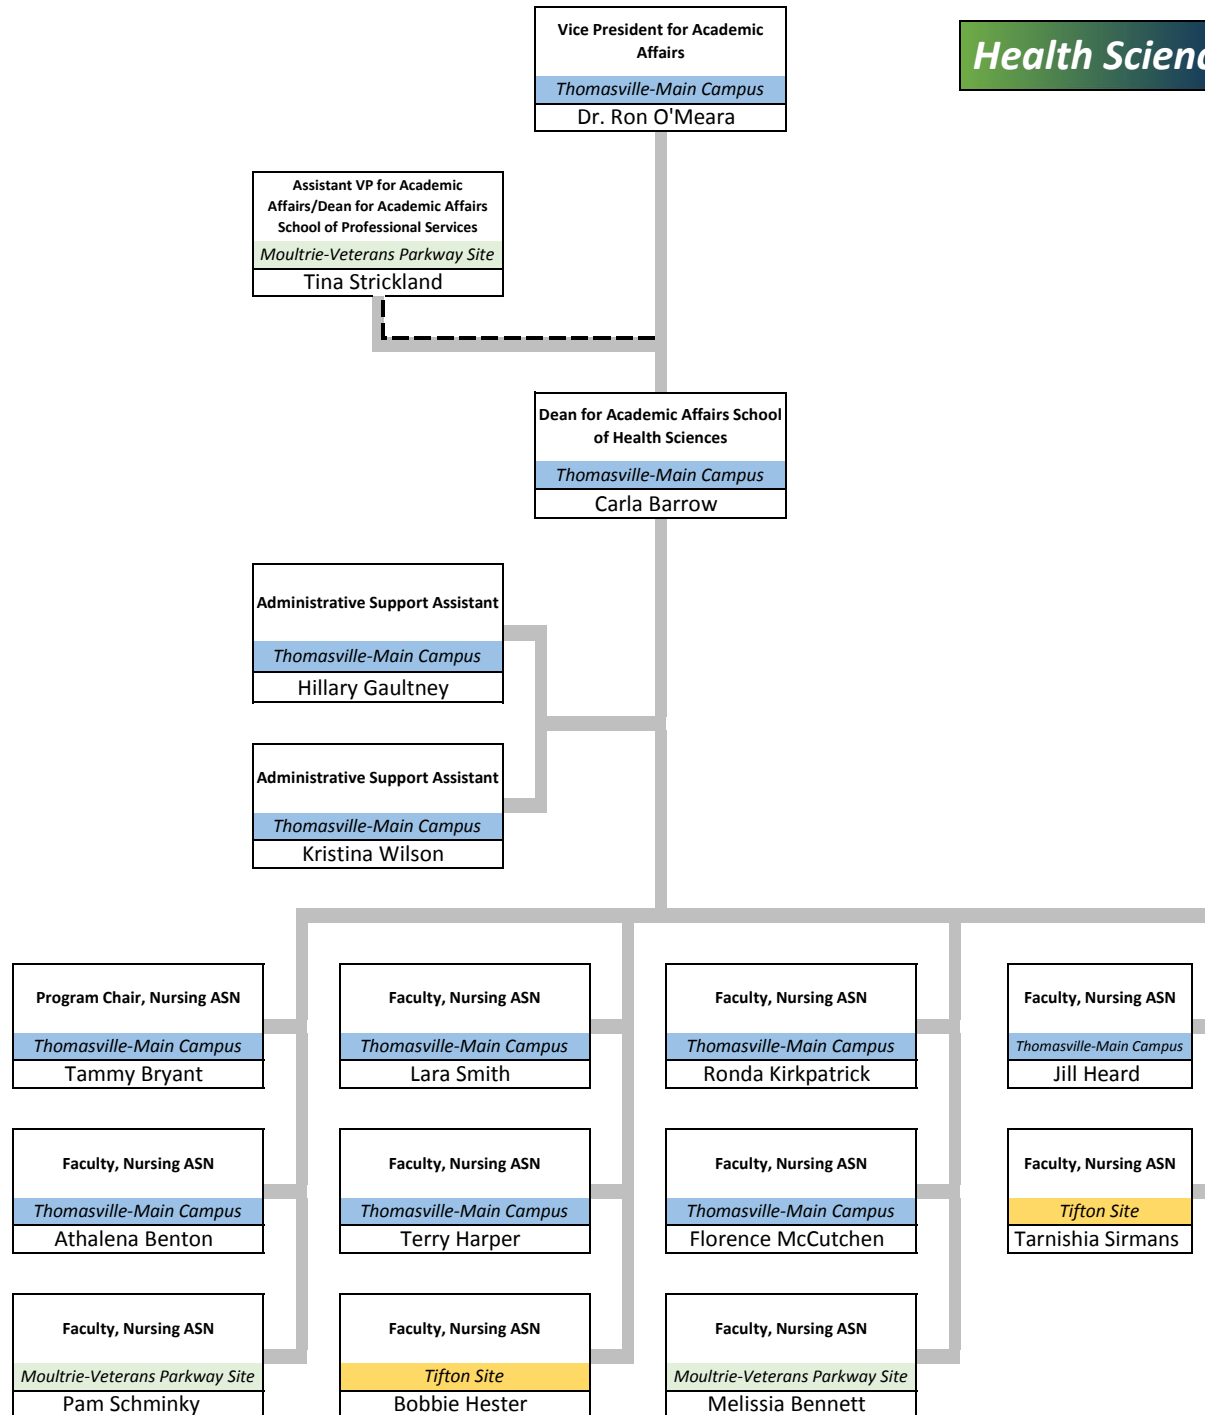 Vice President for Academic
Affairs
Thomasville-Main Campus
Dr. Ron O'Meara
Health Scienc
Assistant VP for Academic
Affairs/Dean for Academic Affairs
School of Professional Services
Moultrie-Veterans Parkway Site
Tina Strickland
Dean for Academic Affairs School
of Health Sciences
Thomasville-Main Campus
Carla Barrow
Administrative Support Assistant
Thomasville-Main Campus
Hillary Gaultney
Administrative Support Assistant
Thomasville-Main Campus
Kristina Wilson
Program Chair, Nursing ASN
Thomasville-Main Campus
Tammy Bryant
Faculty, Nursing ASN
Thomasville-Main Campus
Lara Smith
Faculty, Nursing ASN
Thomasville-Main Campus
Ronda Kirkpatrick
Faculty, Nursing ASN
Thomasville-Main Campus
Jill Heard
Faculty, Nursing ASN
Thomasville-Main Campus
Athalena Benton
Faculty, Nursing ASN
Thomasville-Main Campus
Terry Harper
Faculty, Nursing ASN
Thomasville-Main Campus
Florence McCutchen
Faculty, Nursing ASN
Tifton Site
Tarnishia Sirmans
Faculty, Nursing ASN
Moultrie-Veterans Parkway Site
Pam Schminky
Faculty, Nursing ASN
Tifton Site
Bobbie Hester
Faculty, Nursing ASN
Moultrie-Veterans Parkway Site
Melissia Bennett